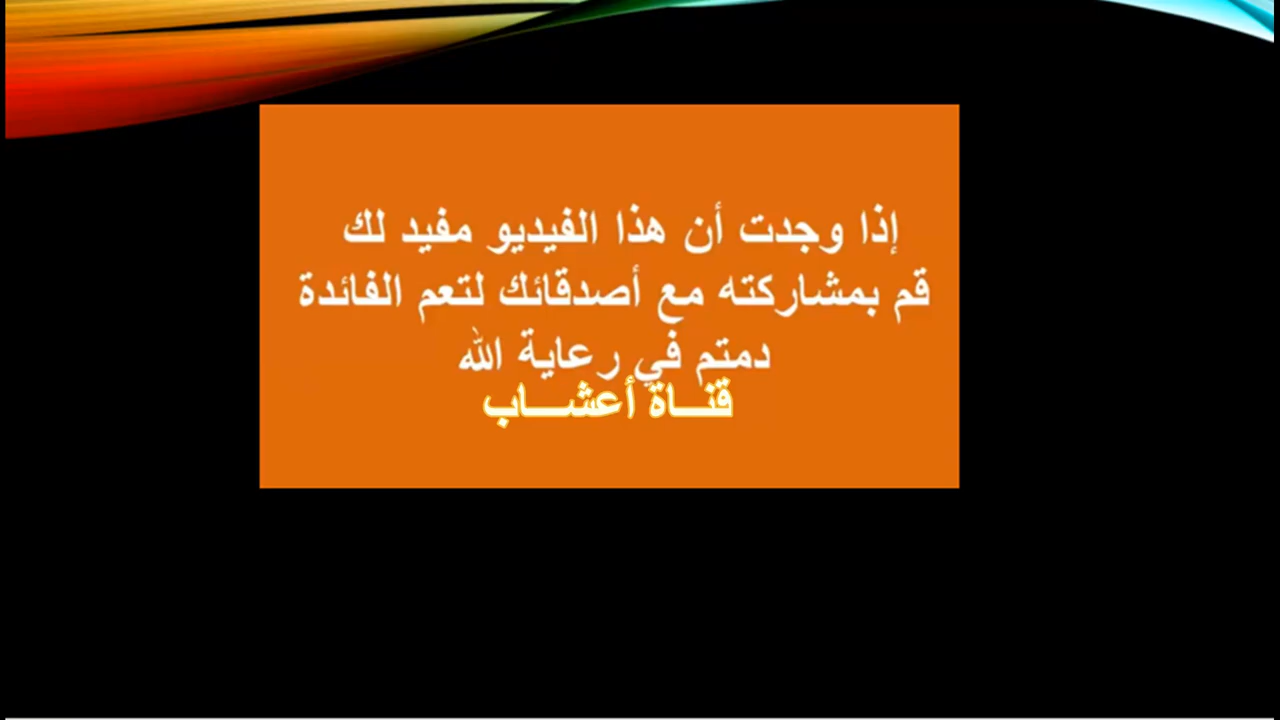 إذا وجدت أن هذا الفيديو مفيد لك
قم بمشاركته مع أصدقائك لتعم الفائدة
دمتم في رعاية الله
قنـــاة أعشـــاب